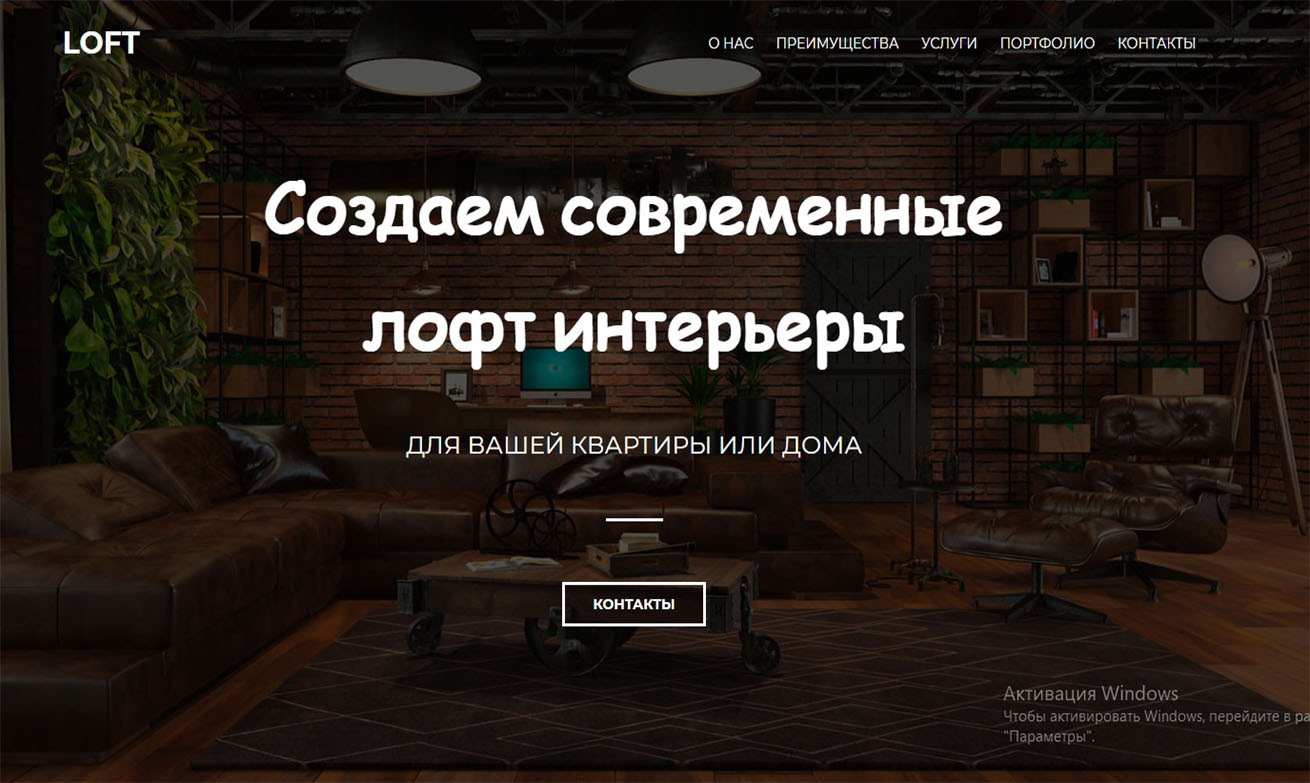 LOFT
О НАС ПРЕИМУЩЕСТВА УСЛУГИ ПОРТФОЛИО КОНТАКТЫ
Создаем современные
лофт интерьеры
ДЛЯ ВАШЕЙ КВАРТИРЫ ИЛИ ДОМА
КОНТАКТЫ
Активация Windows
Чтобы активировать Windows, перейдите в ра
"Параметры".